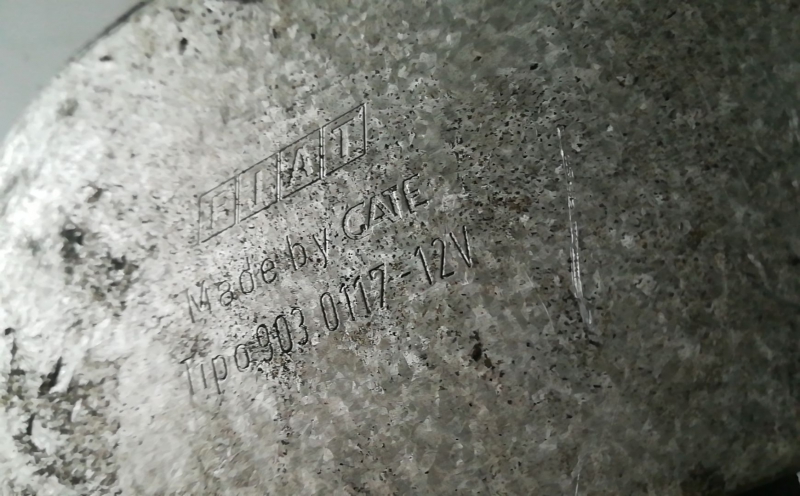 FIAT
Made by GATE
Tipo 903 0117-12V